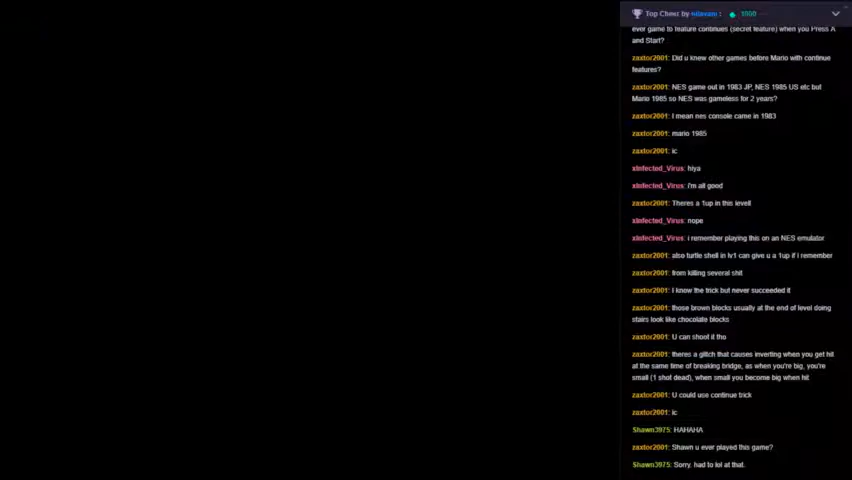 Top Cheer by : 1000
ever game to feature continues (secret feature) when you Press A
and Start?
zaxtor2001: Did u knew other games before Mario with continue
features?
zaxtor2001: NES game out in 1983 JP, NES 1985 US etc but
Mario 1985 so NES was gameless for 2 years?
zaxtor2001: I mean nes console came in 1983
zaxtor2001: mario 1985
zaxtor2001: ic
xInfected_Virus: hiya
xInfected_Virus: i'm all good
zaxtor2001: Theres a 1up in this level!
xInfected_Virus: nope
xInfected_Virus: i remember playing this on an NES emulator
zaxtor2001: also turtle shell in lv1 can give u a 1up if i remember
zaxtor2001: from killing several shit
zaxtor2001: I know the trick but never succeeded it
zaxtor2001: those brown blocks usually at the end of level doing
stairs look like chocolate blocks
zaxtor2001: U can shoot it tho
zaxtor2001: theres a glitch that causes inverting when you get hit
at the same time of breaking bridge, as when you're big, you're
small (1 shot dead), when small you become big when hit
zaxtor2001: U could use continue trick
zaxtor2001: ic
Shawn3975: HAHAHA
zaxtor2001: Shawn u ever played this game?
Shawn3975: Sorry, had to lol at that.